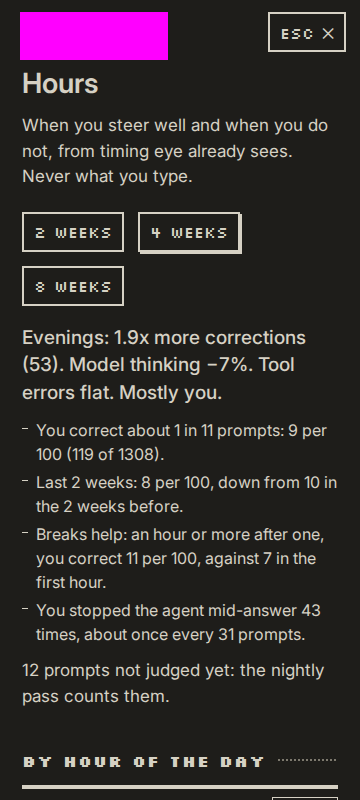 ESC ×
Hours
When you steer well and when you do
not, from timing eye already sees.
Never what you type.
2 WEEKS
4 WEEKS
8 WEEKS
Evenings: 1.9x more corrections
(53). Model thinking −7%. Tool
errors flat. Mostly you.
You correct about 1 in 11 prompts: 9 per
100 (119 of 1308).
Last 2 weeks: 8 per 100, down from 10 in
the 2 weeks before.
Breaks help: an hour or more after one,
you correct 11 per 100, against 7 in the
first hour.
You stopped the agent mid-answer 43
times, about once every 31 prompts.
12 prompts not judged yet: the nightly
pass counts them.
BY HOUR OF THE DAY